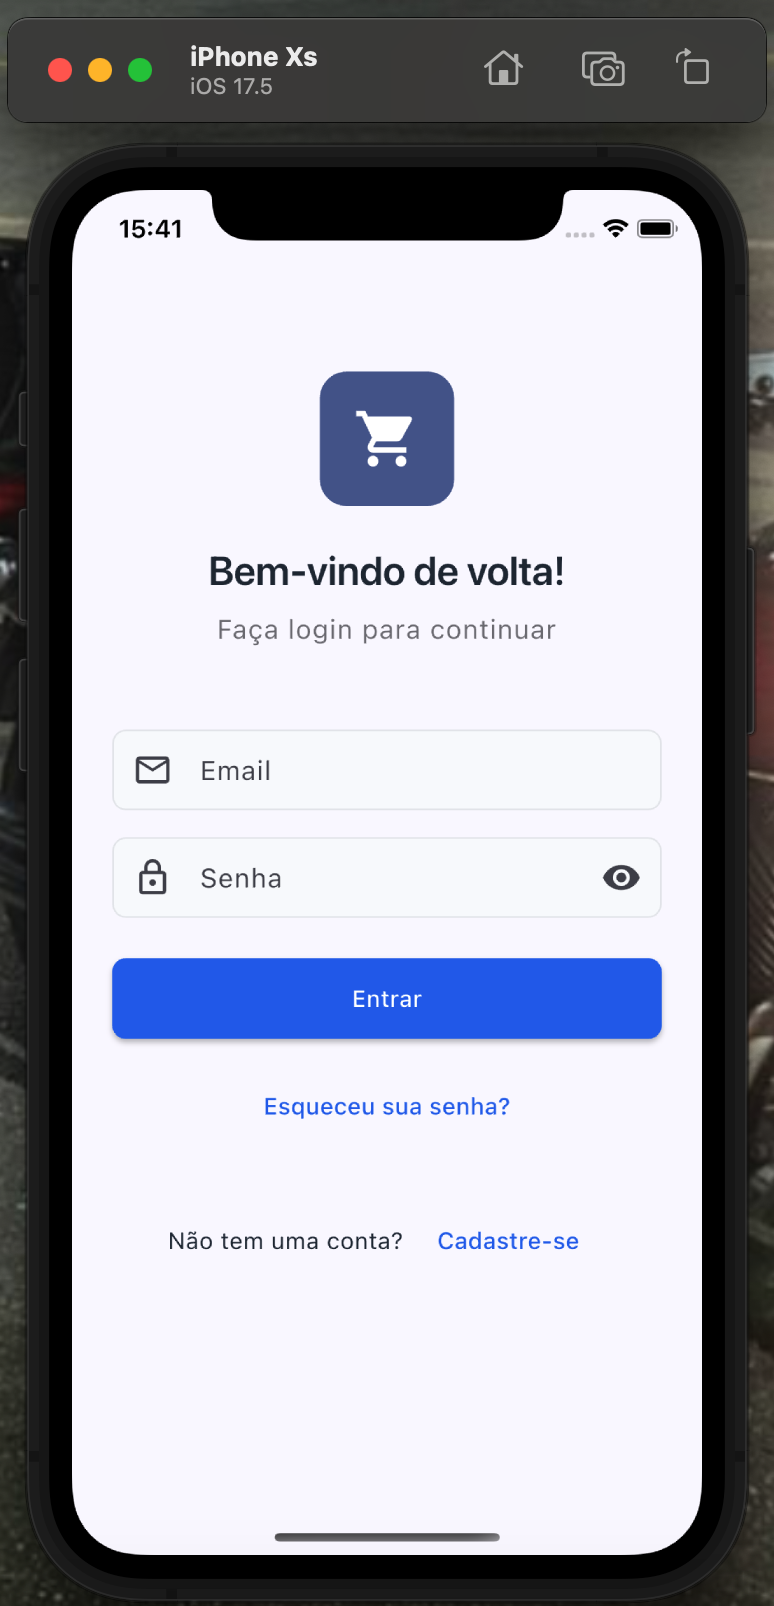 iPhone Xs
iOS 17.5
15:41
Bem-vindo de volta!
Faça login para continuar
Email
Senha
Entrar
Esqueceu sua senha?
Não tem uma conta? Cadastre-se